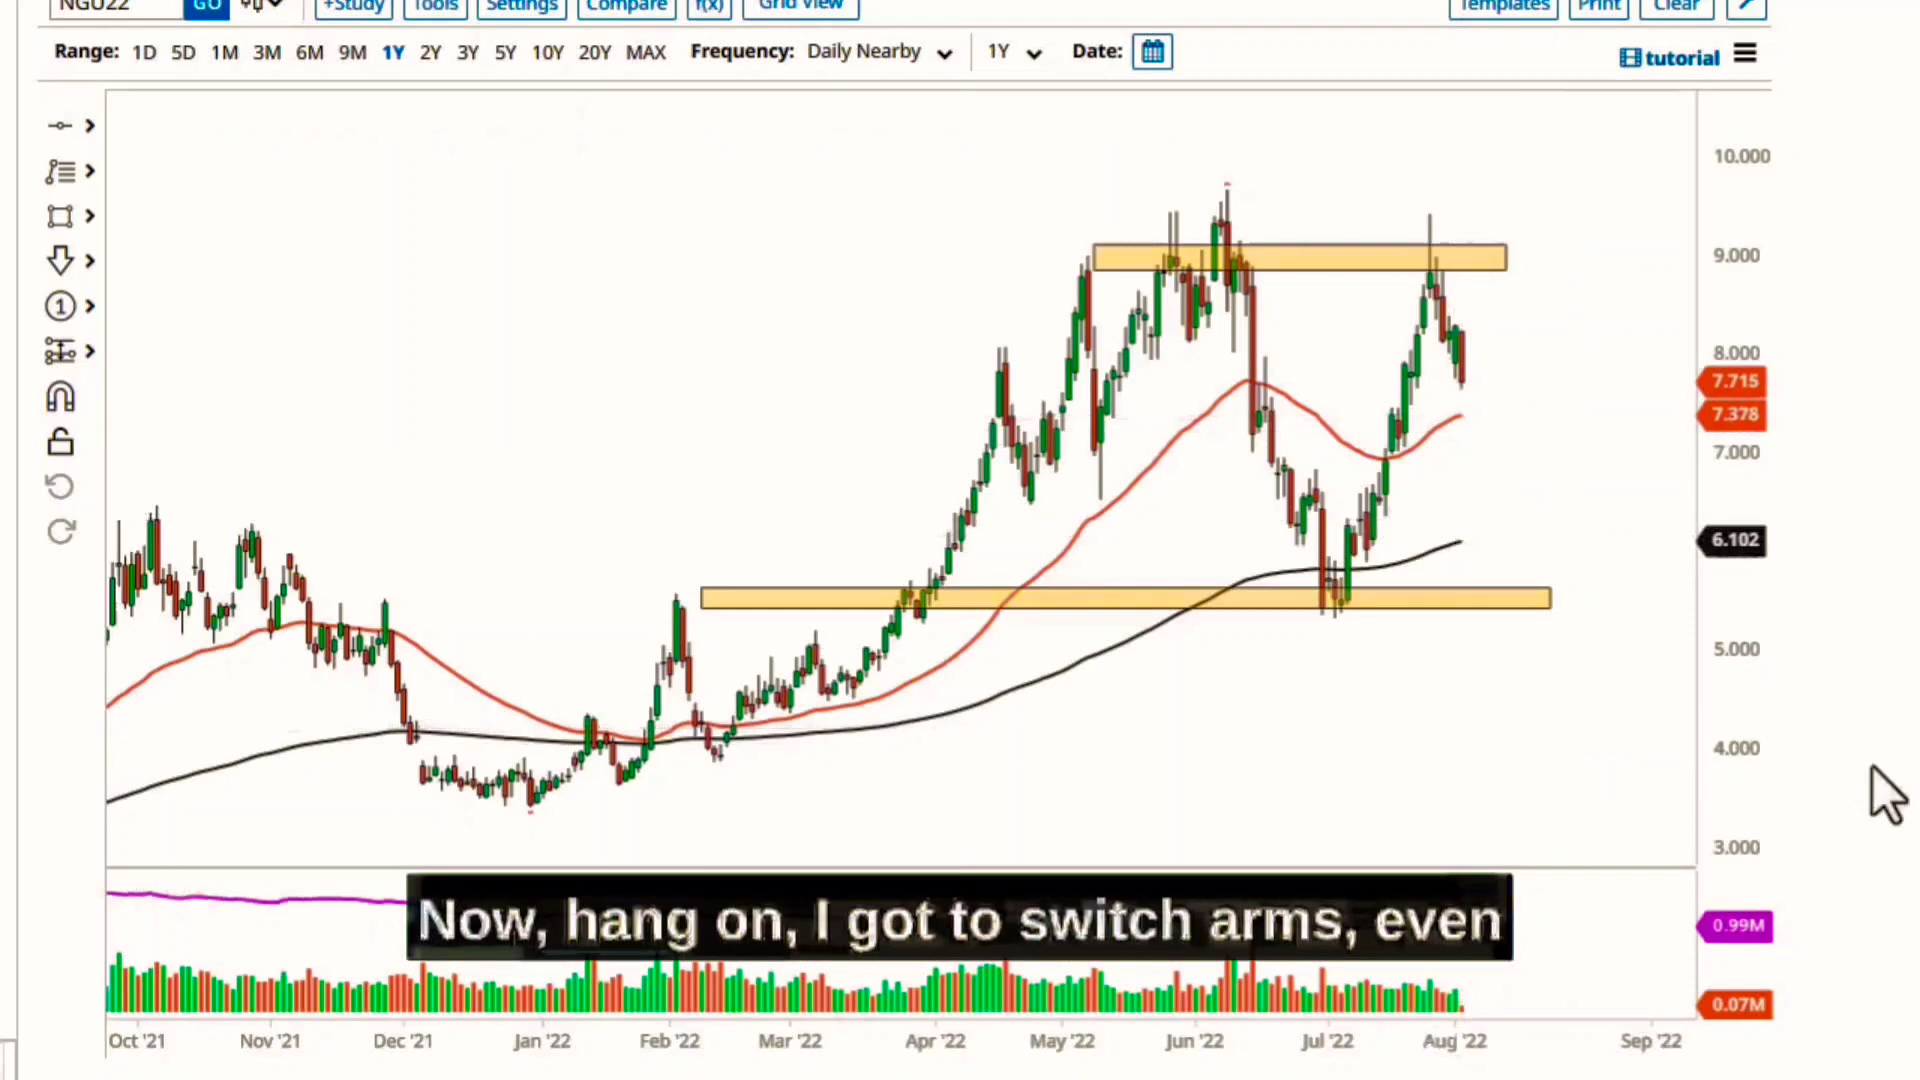 NGU22 GO +Study Tools Settings Compare f(x) Grid View Templates Print Clear
Range: 1D 5D 1M 3M 6M 9M 1Y 2Y 3Y 5Y 10Y 20Y MAX Frequency: Daily Nearby 1Y Date: tutorial
10.000
9.000
8.000
7.715
7.378
7.000
6.102
5.000
4.000
3.000
1
Now, hang on, I got to switch arms, even
0.99M
0.07M
Oct '21 Nov '21 Dec '21 Jan '22 Feb '22 Mar '22 Apr '22 May '22 Jun '22 Jul '22 Aug '22 Sep '22